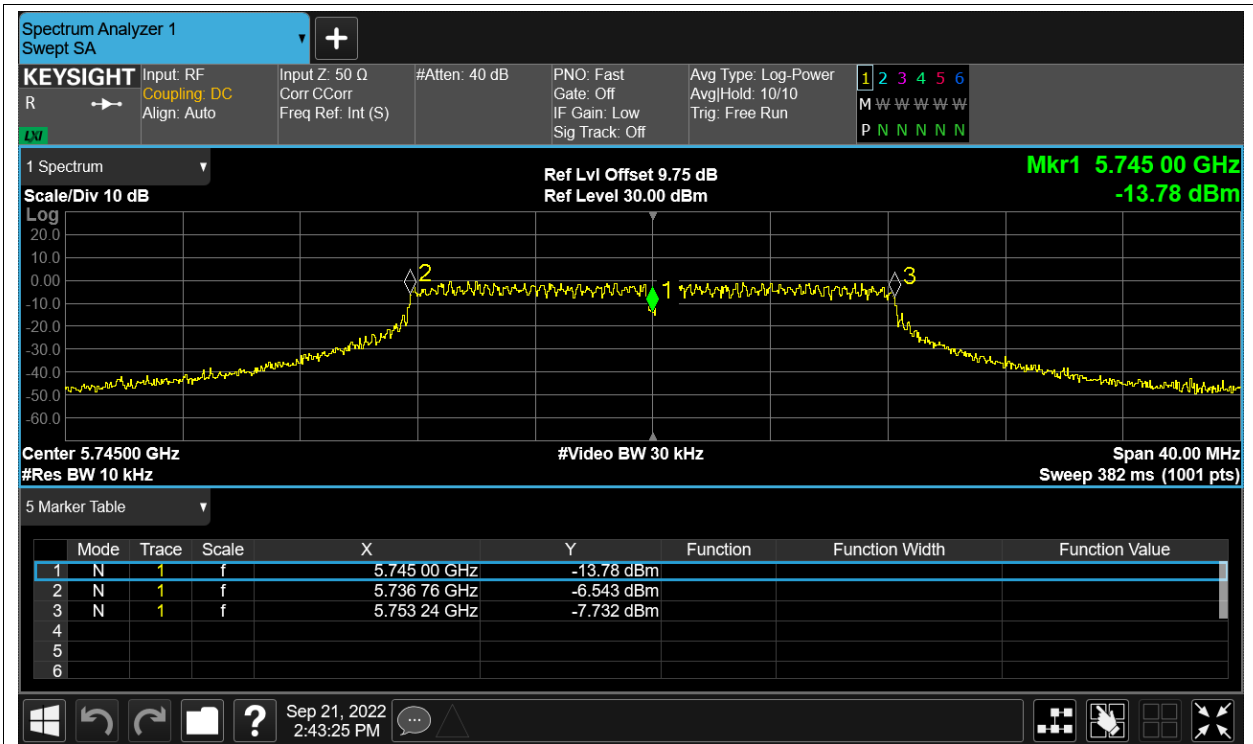 Spectrum Analyzer 1
Swept SA
KEYSIGHT
R
LXI
Input: RF
Coupling: DC
Align: Auto
Input Z: 50 Ω
Corr CCorr
Freq Ref: Int (S)
#Atten: 40 dB
PNO: Fast
Gate: Off
IF Gain: Low
Sig Track: Off
Avg Type: Log-Power
Avg|Hold: 10/10
Trig: Free Run
1 2 3 4 5 6
M W W W W W
P N N N N N
1 Spectrum
Scale/Div 10 dB
Ref Lvl Offset 9.75 dB
Ref Level 30.00 dBm
Mkr1 5.745 00 GHz
-13.78 dBm
Log
20.0
10.0
0.00
-10.0
-20.0
-30.0
-40.0
-50.0
-60.0
2
1
3
Center 5.74500 GHz
#Res BW 10 kHz
#Video BW 30 kHz
Span 40.00 MHz
Sweep 382 ms (1001 pts)
5 Marker Table
Mode Trace Scale X Y Function Function Width Function Value
1 N 1 f 5.745 00 GHz -13.78 dBm
2 N 1 f 5.736 76 GHz -6.543 dBm
3 N 1 f 5.753 24 GHz -7.732 dBm
4
5
6
?
Sep 21, 2022
2:43:25 PM